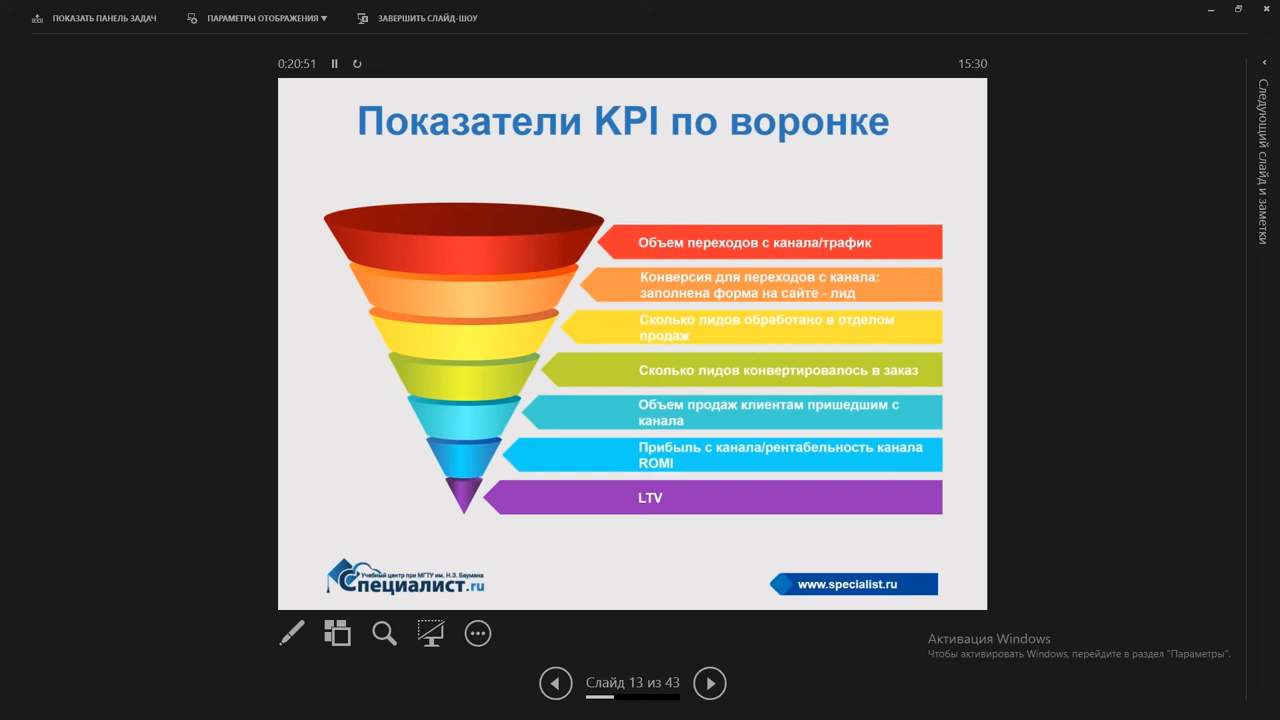 ПОКАЗАТЬ ПАНЕЛЬ ЗАДАЧ
ПАРАМЕТРЫ ОТОБРАЖЕНИЯ
ЗАВЕРШИТЬ СЛАЙД-ШОУ
0:20:51
15:30
Показатели KPI по воронке
Объем переходов с канала/трафик
Конверсия для переходов с канала:
заполнена форма на сайте - лид
Сколько лидов обработано в отделом
продаж
Сколько лидов конвертировалось в заказ
Объем продаж клиентам пришедшим с
канала
Прибыль с канала/рентабельность канала
ROMI
LTV
Учебный центр при МГТУ им. Н.Э. Баумана
Специалист.ru
www.specialist.ru
Следующий слайд и заметки
Активация Windows
Чтобы активировать Windows, перейдите в раздел "Параметры".
Слайд 13 из 43